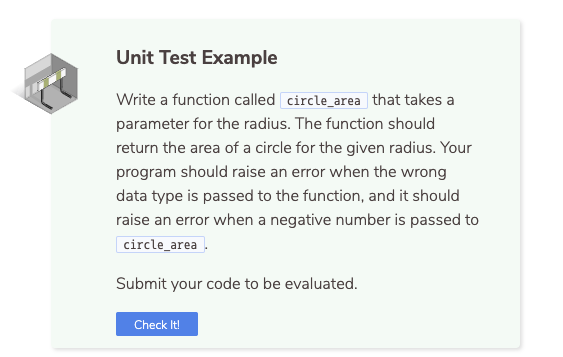 Unit Test Example
Write a function called circle_area that takes a
parameter for the radius. The function should
return the area of a circle for the given radius. Your
program should raise an error when the wrong
data type is passed to the function, and it should
raise an error when a negative number is passed to
circle_area.
Submit your code to be evaluated.
Check It!